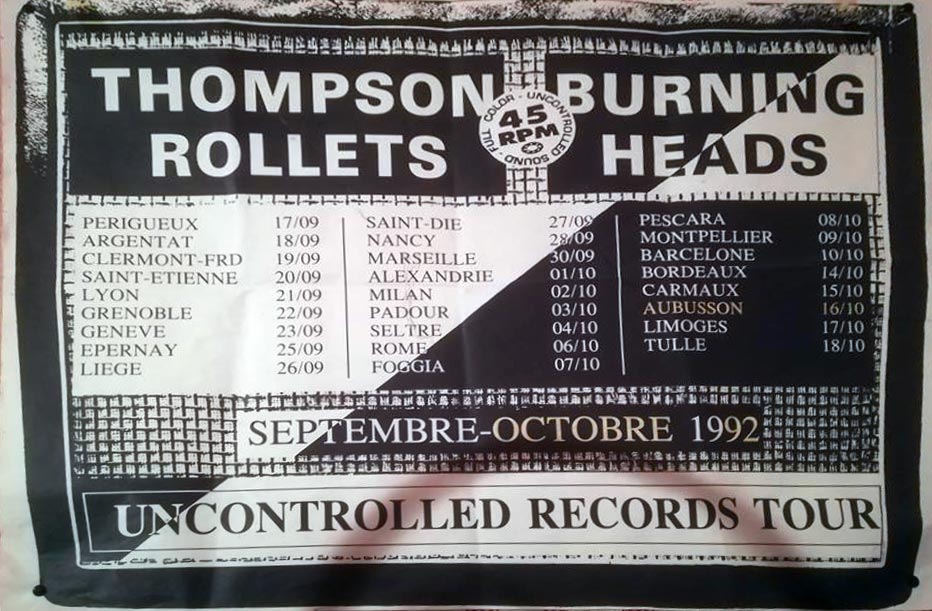 THOMPSON
ROLLETS
FULL COLOR - UNCONTROLLED SOUND -
45
RPM
BURNING
HEADS
PERIGUEUX 17/09
ARGENTAT 18/09
CLERMONT-FRD 19/09
SAINT-ETIENNE 20/09
LYON 21/09
GRENOBLE 22/09
GENEVE 23/09
EPERNAY 25/09
LIEGE 26/09
SAINT-DIE 27/09
NANCY 28/09
MARSEILLE 30/09
ALEXANDRIE 01/10
MILAN 02/10
PADOUR 03/10
SELTRE 04/10
ROME 06/10
FOGGIA 07/10
PESCARA 08/10
MONTPELLIER 09/10
BARCELONE 10/10
BORDEAUX 14/10
CARMAUX 15/10
AUBUSSON 16/10
LIMOGES 17/10
TULLE 18/10
SEPTEMBRE-OCTOBRE 1992
UNCONTROLLED RECORDS TOUR